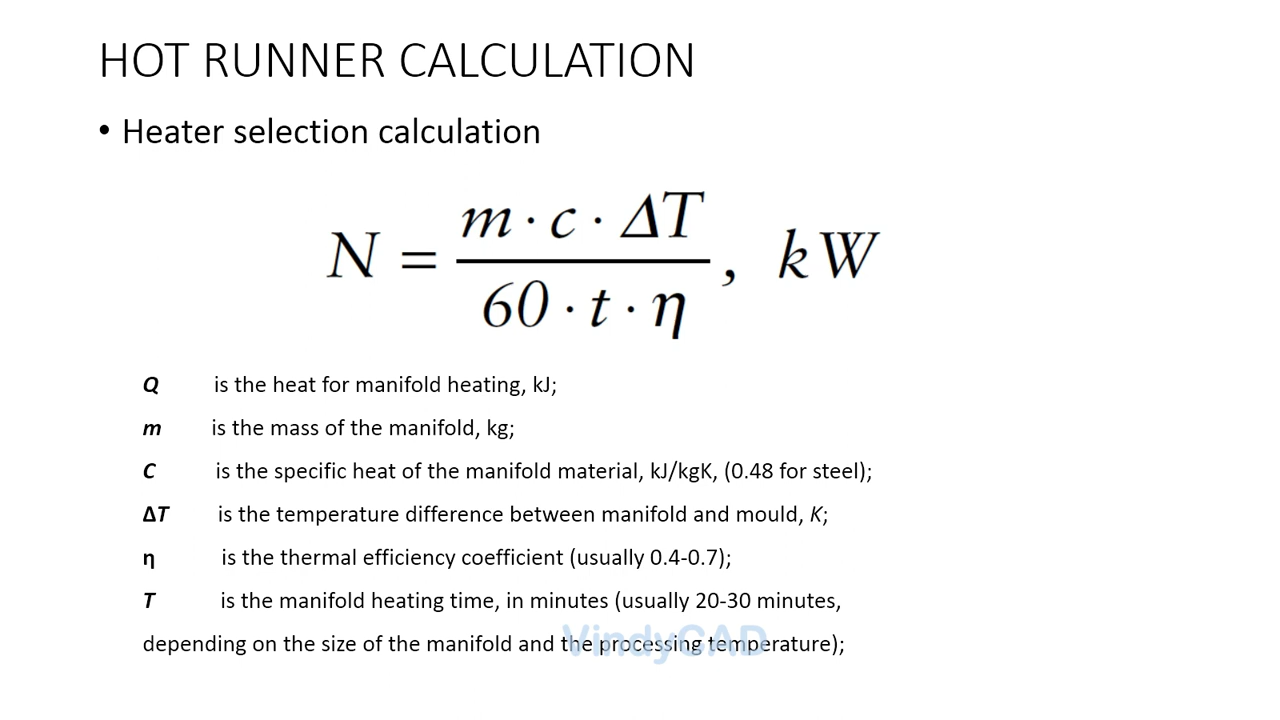 HOT RUNNER CALCULATION
• Heater selection calculation
N = m · c · ΔT / 60 · t · η , kW
Q is the heat for manifold heating, kJ;
m is the mass of the manifold, kg;
C is the specific heat of the manifold material, kJ/kgK, (0.48 for steel);
ΔT is the temperature difference between manifold and mould, K;
η is the thermal efficiency coefficient (usually 0.4-0.7);
T is the manifold heating time, in minutes (usually 20-30 minutes,
depending on the size of the manifold and the processing temperature);
VindyCAD